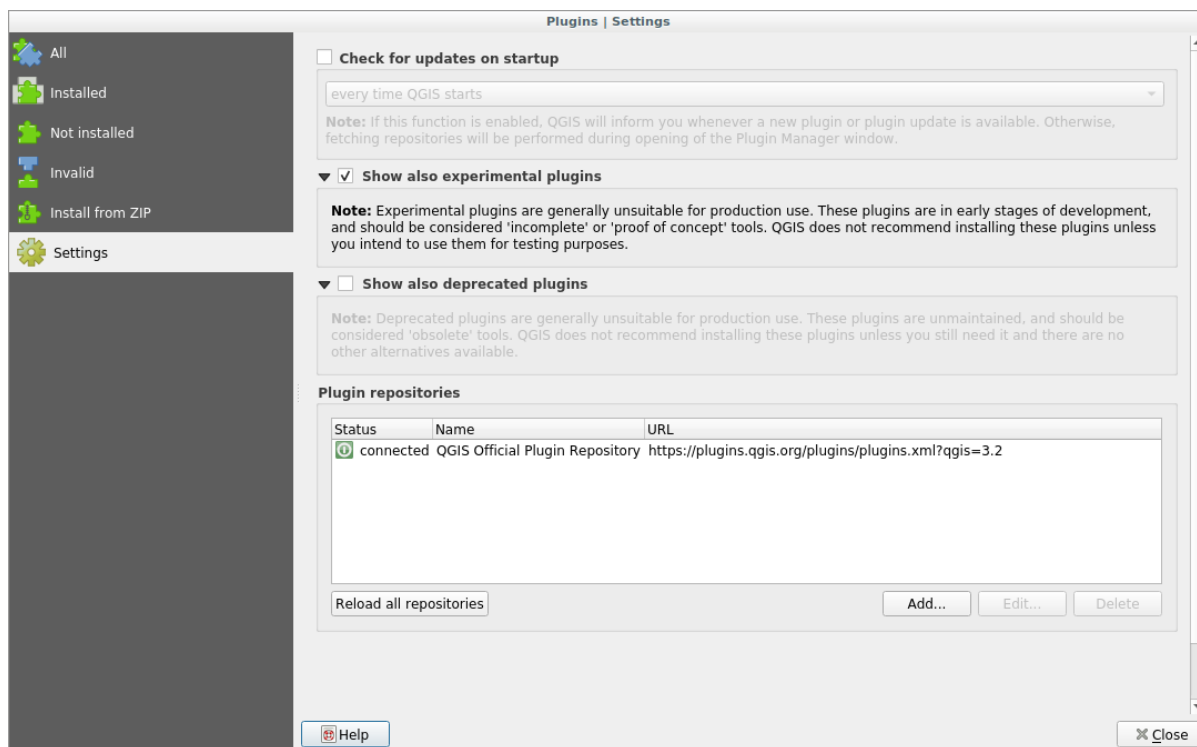 Plugins | Settings
All
Installed
Not installed
Invalid
Install from ZIP
Settings
Check for updates on startup
every time QGIS starts
Note: If this function is enabled, QGIS will inform you whenever a new plugin or plugin update is available. Otherwise,
fetching repositories will be performed during opening of the Plugin Manager window.
Show also experimental plugins
Note: Experimental plugins are generally unsuitable for production use. These plugins are in early stages of development,
and should be considered 'incomplete' or 'proof of concept' tools. QGIS does not recommend installing these plugins unless
you intend to use them for testing purposes.
Show also deprecated plugins
Note: Deprecated plugins are generally unsuitable for production use. These plugins are unmaintained, and should be
considered 'obsolete' tools. QGIS does not recommend installing these plugins unless you still need it and there are no
other alternatives available.
Plugin repositories
Status Name URL
connected QGIS Official Plugin Repository https://plugins.qgis.org/plugins/plugins.xml?qgis=3.2
Reload all repositories Add... Edit... Delete
Help Close